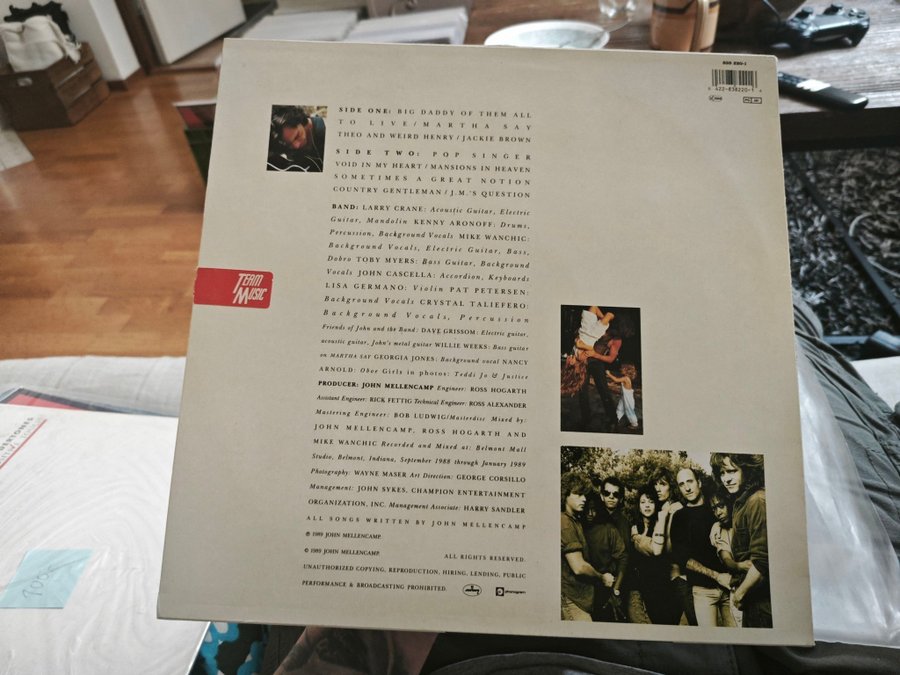 838 220-1
0 422-838220-1 4
SIDE ONE: BIG DADDY OF THEM ALL
TO LIVE / MARTHA SAY
THEO AND WEIRD HENRY / JACKIE BROWN
SIDE TWO: POP SINGER
VOID IN MY HEART / MANSIONS IN HEAVEN
SOMETIMES A GREAT NOTION
COUNTRY GENTLEMAN / J.M.'S QUESTION
BAND: LARRY CRANE: Acoustic Guitar, Electric
Guitar, Mandolin KENNY ARONOFF: Drums,
Percussion, Background Vocals MIKE WANCHIC:
Background Vocals, Electric Guitar, Bass,
Dobro TOBY MYERS: Bass Guitar, Background
Vocals JOHN CASCELLA: Accordion, Keyboards
LISA GERMANO: Violin PAT PETERSEN:
Background Vocals CRYSTAL TALIEFERO:
Background Vocals, Percussion
Friends of John and the Band: DAVE GRISSOM: Electric guitar,
acoustic guitar, John's metal guitar WILLIE WEEKS: Bass guitar
on MARTHA SAY GEORGIA JONES: Background vocal NANCY
ARNOLD: Oboe Girls in photos: Teddi Jo & Justice
PRODUCER: JOHN MELLENCAMP Engineer: ROSS HOGARTH
Assistant Engineer: RICK FETTIG Technical Engineer: ROSS ALEXANDER
Mastering Engineer: BOB LUDWIG/Masterdisc Mixed by:
JOHN MELLENCAMP, ROSS HOGARTH AND
MIKE WANCHIC Recorded and Mixed at: Belmont Mall
Studio, Belmont, Indiana, September 1988 through January 1989
Photography: WAYNE MASER Art Direction: GEORGE CORSILLO
Management: JOHN SYKES, CHAMPION ENTERTAINMENT
ORGANIZATION, INC. Management Associate: HARRY SANDLER
ALL SONGS WRITTEN BY JOHN MELLENCAMP
℗ 1989 JOHN MELLENCAMP.
© 1989 JOHN MELLENCAMP. ALL RIGHTS RESERVED.
UNAUTHORIZED COPYING, REPRODUCTION, HIRING, LENDING, PUBLIC
PERFORMANCE & BROADCASTING PROHIBITED.
phonogram
TEAM
MUSIC